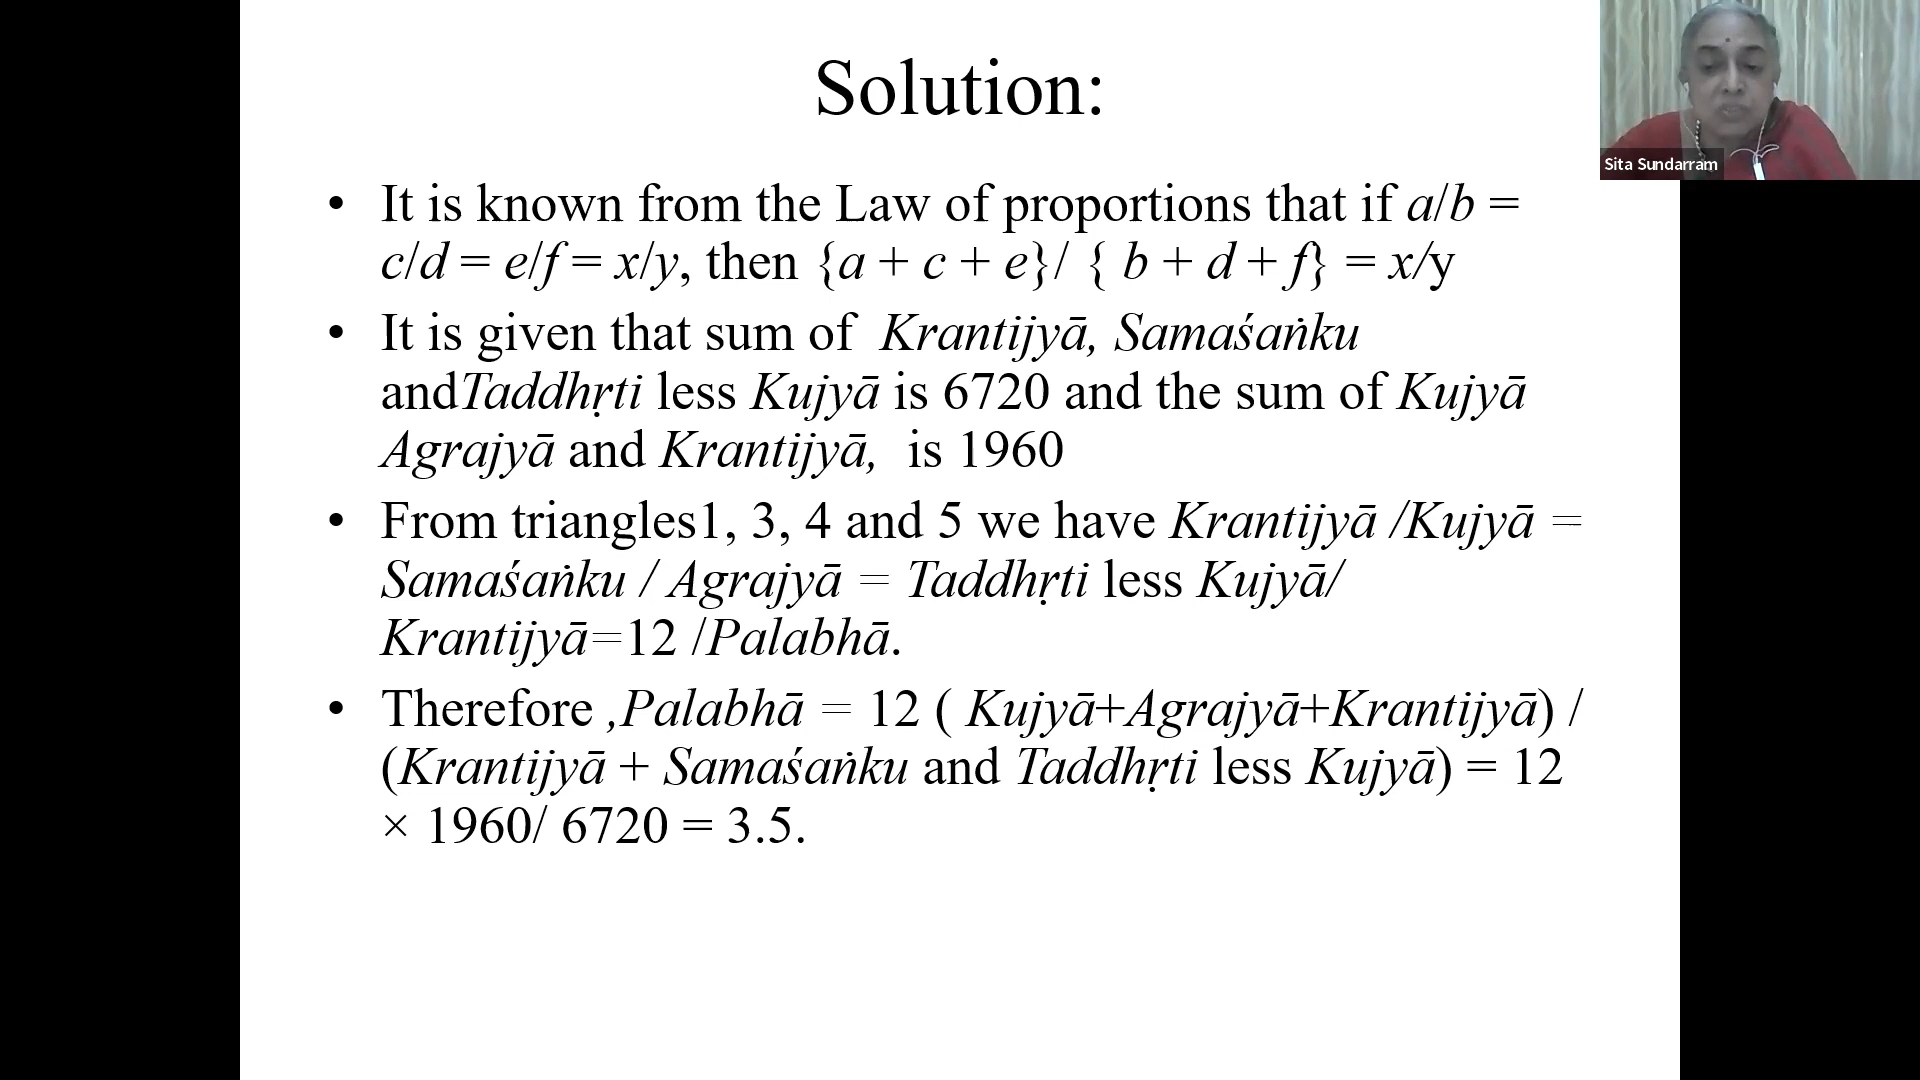 Solution:
Sita Sundarram
• It is known from the Law of proportions that if a/b =
c/d = e/f = x/y, then {a + c + e}/ { b + d + f} = x/y
• It is given that sum of Krantijyā, Samaśaṅku
andTaddhṛti less Kujyā is 6720 and the sum of Kujyā
Agrajyā and Krantijyā, is 1960
• From triangles1, 3, 4 and 5 we have Krantijyā /Kujyā =
Samaśaṅku / Agrajyā = Taddhṛti less Kujyā/
Krantijyā=12 /Palabhā.
• Therefore ,Palabhā = 12 ( Kujyā+Agrajyā+Krantijyā) /
(Krantijyā + Samaśaṅku and Taddhṛti less Kujyā) = 12
× 1960/ 6720 = 3.5.